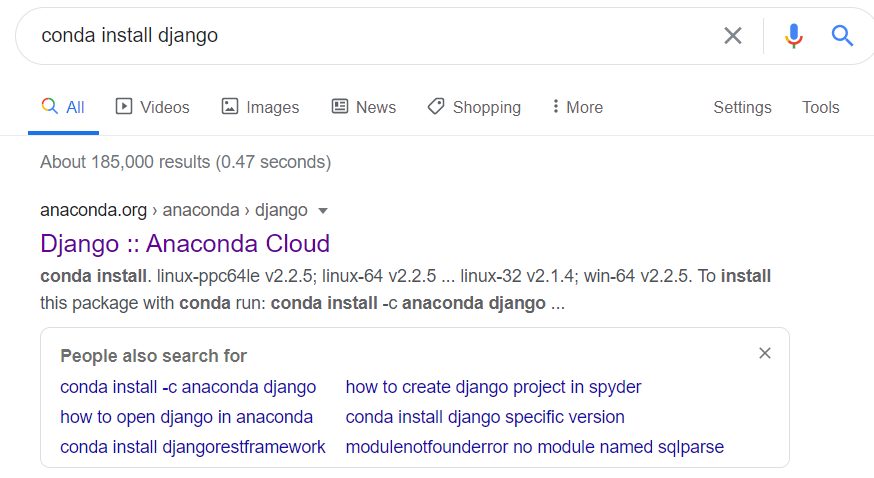 conda install django
All Videos Images News Shopping More Settings Tools
About 185,000 results (0.47 seconds)
anaconda.org › anaconda › django
Django :: Anaconda Cloud
conda install. linux-ppc64le v2.2.5; linux-64 v2.2.5 ... linux-32 v2.1.4; win-64 v2.2.5. To install
this package with conda run: conda install -c anaconda django ...
People also search for
conda install -c anaconda django how to create django project in spyder
how to open django in anaconda conda install django specific version
conda install djangorestframework modulenotfounderror no module named sqlparse